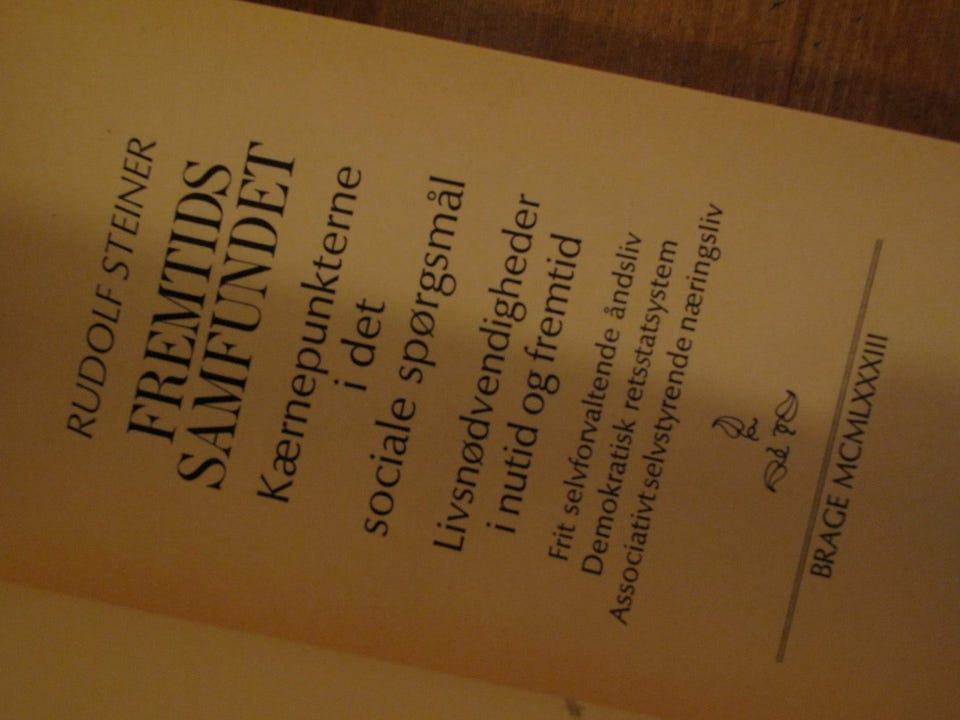 RUDOLF STEINER
FREMTIDS
SAMFUNDET
Kærnepunkterne
i det
sociale spørgsmål
Livsnødvendigheder
i nutid og fremtid
Frit selvforvaltende åndsliv
Demokratisk retsstatsystem
Associativt selvstyrende næringsliv
BRAGE MCMLXXXIII